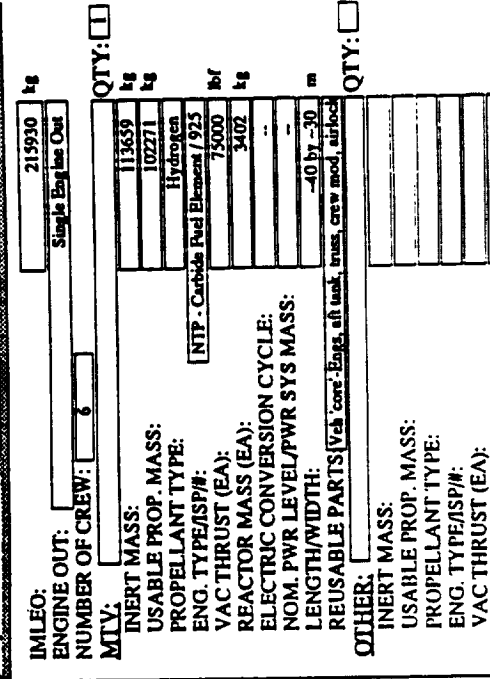 IMLEO: 215930 kg
ENGINE OUT: Single Engine Out
NUMBER OF CREW: 6
MTV: QTY: 1
INERT MASS: 113659 kg
USABLE PROP. MASS: 102271 kg
PROPELLANT TYPE: Hydrogen
ENG. TYPE/ISP/#: NTP - Carbide Fuel Element / 925
VAC THRUST (EA): 75000 lbf
REACTOR MASS (EA): 3402 kg
ELECTRIC CONVERSION CYCLE: --
NOM. PWR LEVEL/PWR SYS MASS: --
LENGTH/WIDTH: ~40 by ~30 m
REUSABLE PARTS Veh 'core'-Engs, aft tank, truss, crew mod, airlock
OTHER: QTY:
INERT MASS:
USABLE PROP. MASS:
PROPELLANT TYPE:
ENG. TYPE/ISP/#:
VAC THRUST (EA):